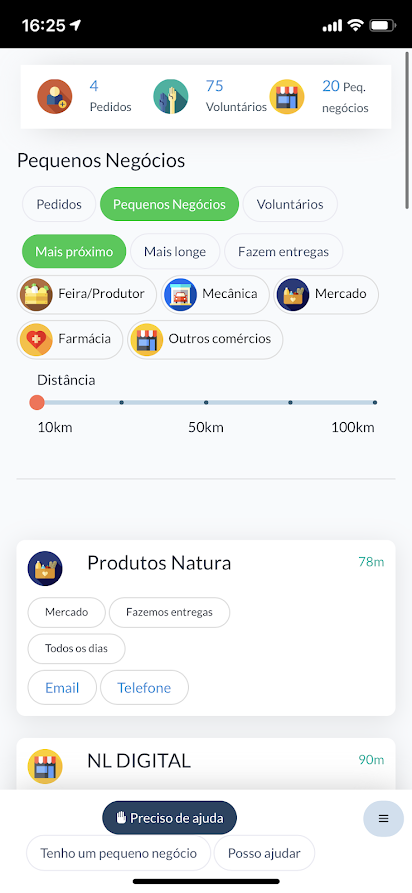 16:25
4
Pedidos
75
Voluntários
20 Peq.
negócios
Pequenos Negócios
Pedidos Pequenos Negócios Voluntários
Mais próximo Mais longe Fazem entregas
Feira/Produtor Mecânica Mercado
Farmácia Outros comércios
Distância
10km 50km 100km
Produtos Natura 78m
Mercado Fazemos entregas
Todos os dias
Email Telefone
NL DIGITAL 90m
Preciso de ajuda
Tenho um pequeno negócio Posso ajudar